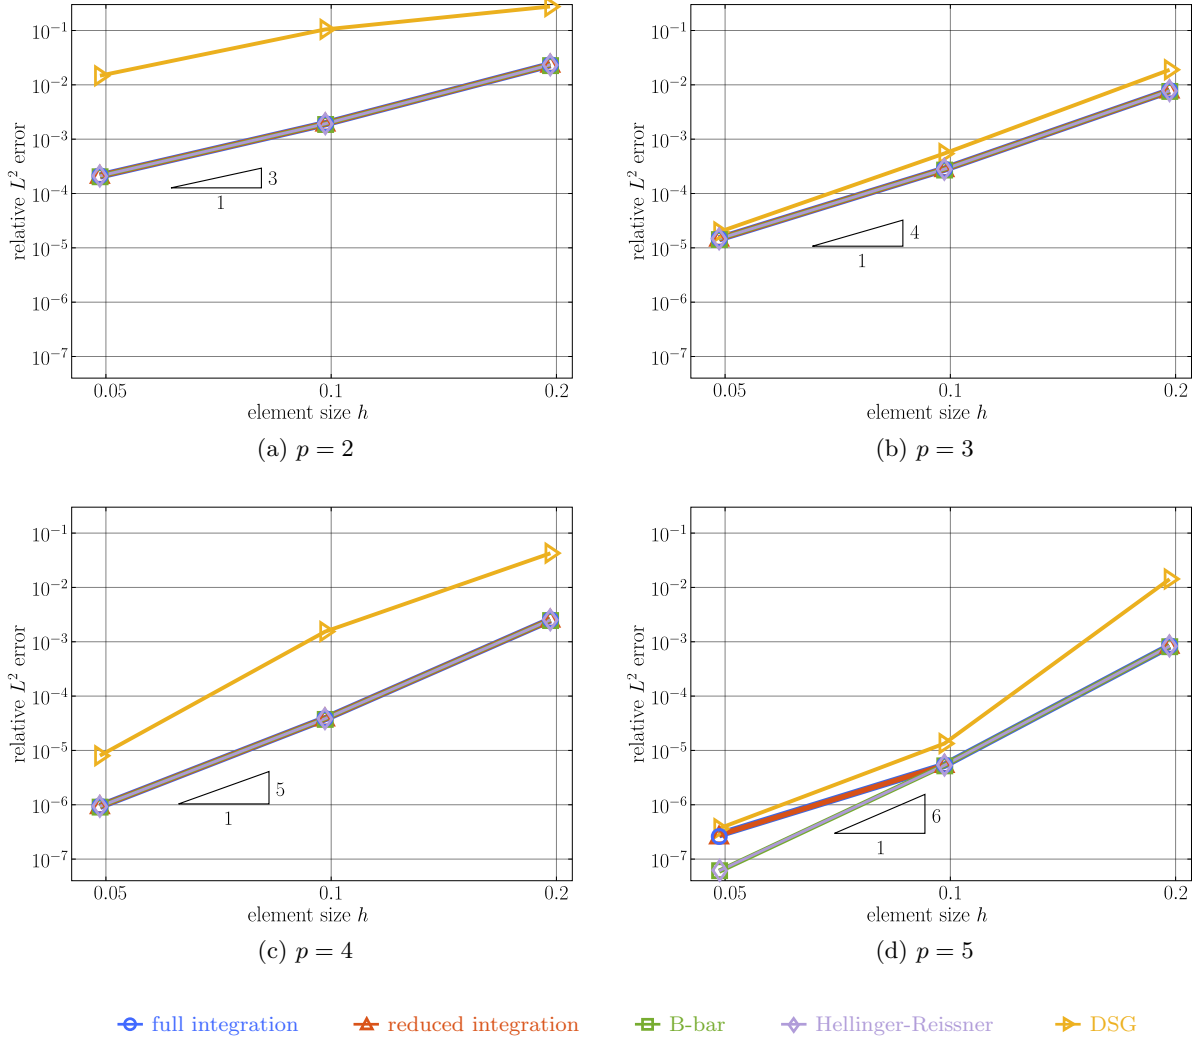 relative L² error
10⁻¹
10⁻²
10⁻³
10⁻⁴
10⁻⁵
10⁻⁶
10⁻⁷
3
1
0.05 0.1 0.2
element size h
(a) p = 2
relative L² error
10⁻¹
10⁻²
10⁻³
10⁻⁴
10⁻⁵
10⁻⁶
10⁻⁷
4
1
0.05 0.1 0.2
element size h
(b) p = 3
relative L² error
10⁻¹
10⁻²
10⁻³
10⁻⁴
10⁻⁵
10⁻⁶
10⁻⁷
5
1
0.05 0.1 0.2
element size h
(c) p = 4
relative L² error
10⁻¹
10⁻²
10⁻³
10⁻⁴
10⁻⁵
10⁻⁶
10⁻⁷
6
1
0.05 0.1 0.2
element size h
(d) p = 5
full integration reduced integration B-bar Hellinger-Reissner DSG